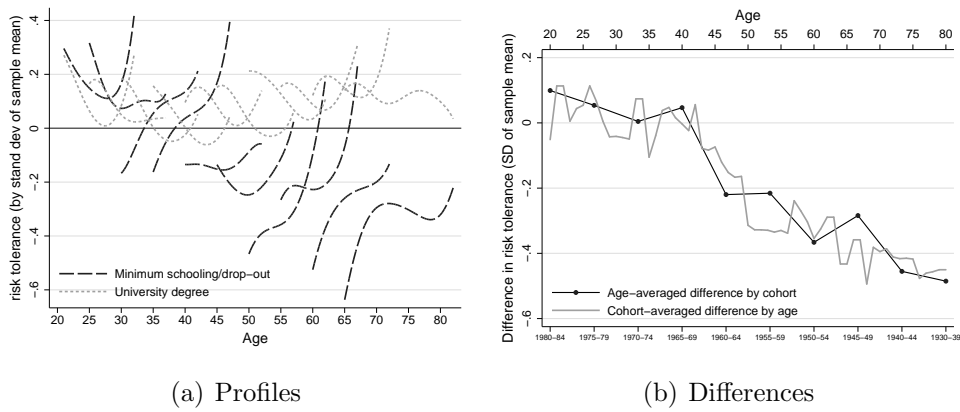 risk tolerance (by stand dev of sample mean)
.4
.2
0
-.2
-.4
-.6
Minimum schooling/drop-out
University degree
20 25 30 35 40 45 50 55 60 65 70 75 80
Age
(a) Profiles
Age
20 25 30 35 40 45 50 55 60 65 70 75 80
Difference in risk tolerance (SD of sample mean)
.2
0
-.2
-.4
-.6
Age-averaged difference by cohort
Cohort-averaged difference by age
1980-84 1975-79 1970-74 1965-69 1960-64 1955-59 1950-54 1945-49 1940-44 1930-39
(b) Differences